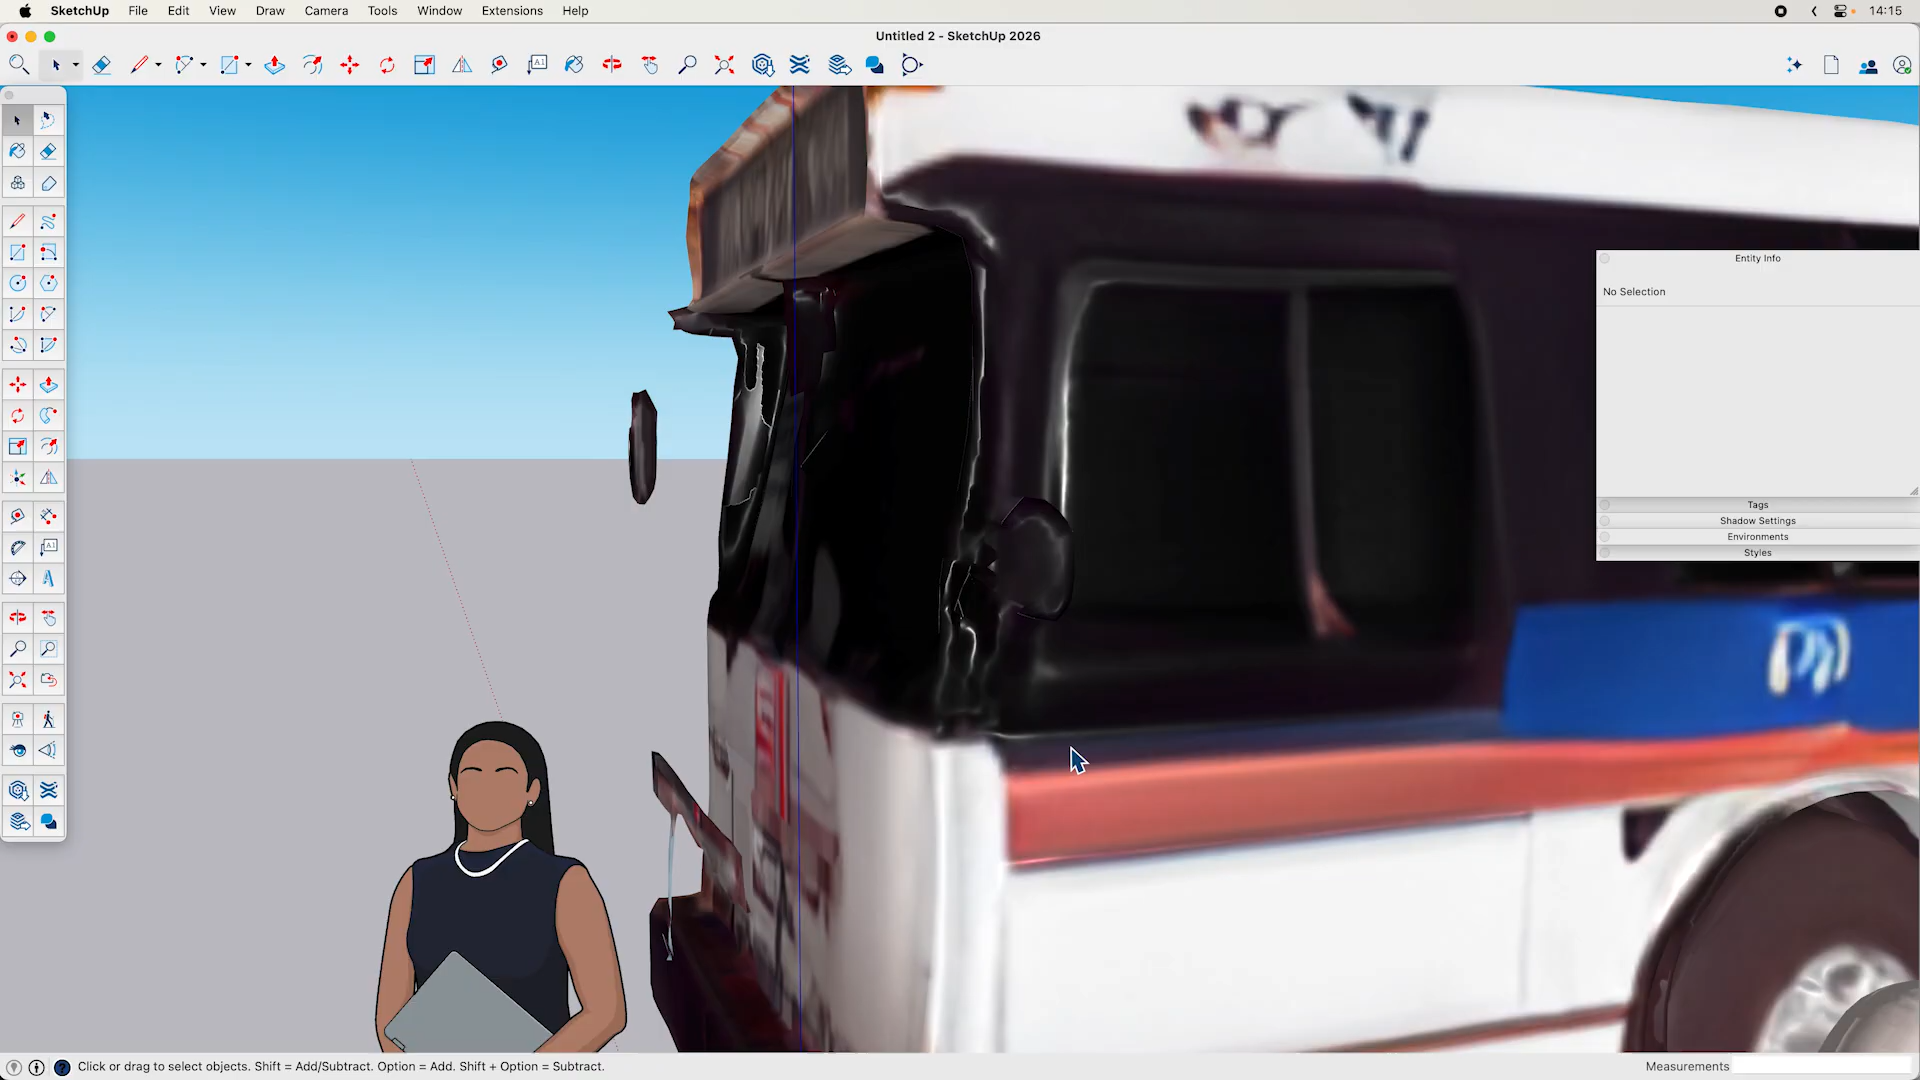 SketchUp File Edit View Draw Camera Tools Window Extensions Help 14:15
Untitled 2 - SketchUp 2026
Entity Info
No Selection
Tags
Shadow Settings
Environments
Styles
Click or drag to select objects. Shift = Add/Subtract. Option = Add. Shift + Option = Subtract. Measurements